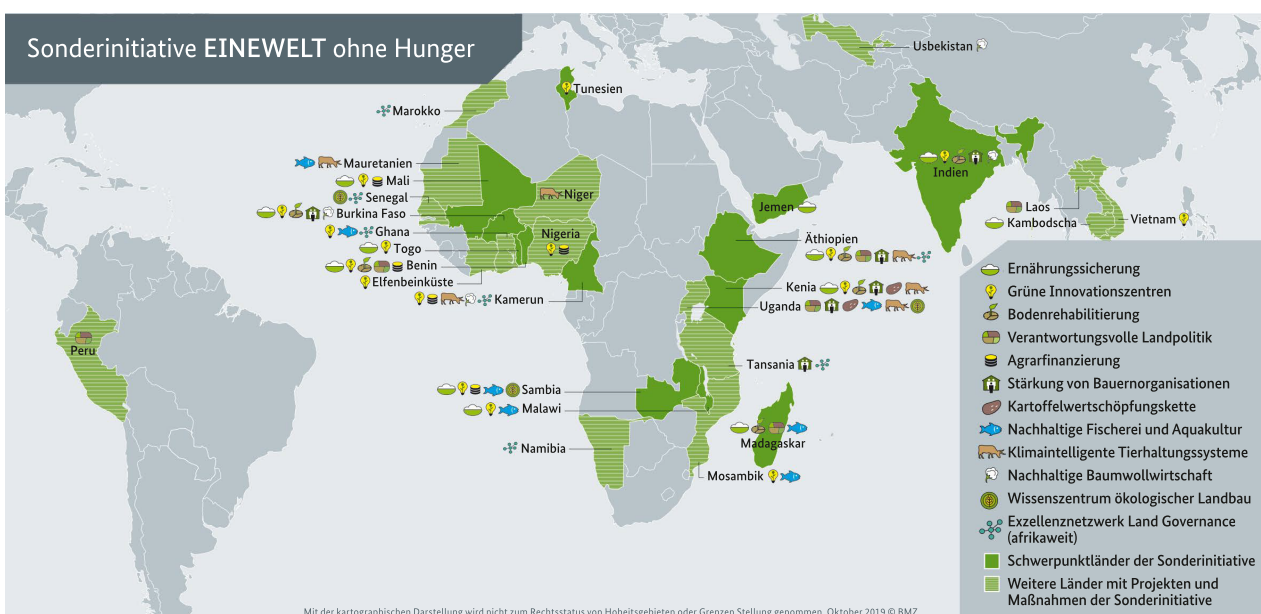 Sonderinitiative EINEWELT ohne Hunger
Usbekistan
Tunesien
Marokko
Mauretanien
Mali
Niger
Indien
Senegal
Jemen
Laos
Burkina Faso
Kambodscha
Vietnam
Ghana
Nigeria
Äthiopien
Togo
Benin
Elfenbeinküste
Kenia
Kamerun
Uganda
Peru
Tansania
Sambia
Malawi
Madagaskar
Namibia
Mosambik
Ernährungssicherung
Grüne Innovationszentren
Bodenrehabilitierung
Verantwortungsvolle Landpolitik
Agrarfinanzierung
Stärkung von Bauernorganisationen
Kartoffelwertschöpfungskette
Nachhaltige Fischerei und Aquakultur
Klimaintelligente Tierhaltungssysteme
Nachhaltige Baumwollwirtschaft
Wissenszentrum ökologischer Landbau
Exzellenznetzwerk Land Governance
(afrikaweit)
Schwerpunktländer der Sonderinitiative
Weitere Länder mit Projekten und
Maßnahmen der Sonderinitiative
Mit der kartographischen Darstellung wird nicht zum Rechtsstatus von Hoheitsgebieten oder Grenzen Stellung genommen. Oktober 2019 © BMZ